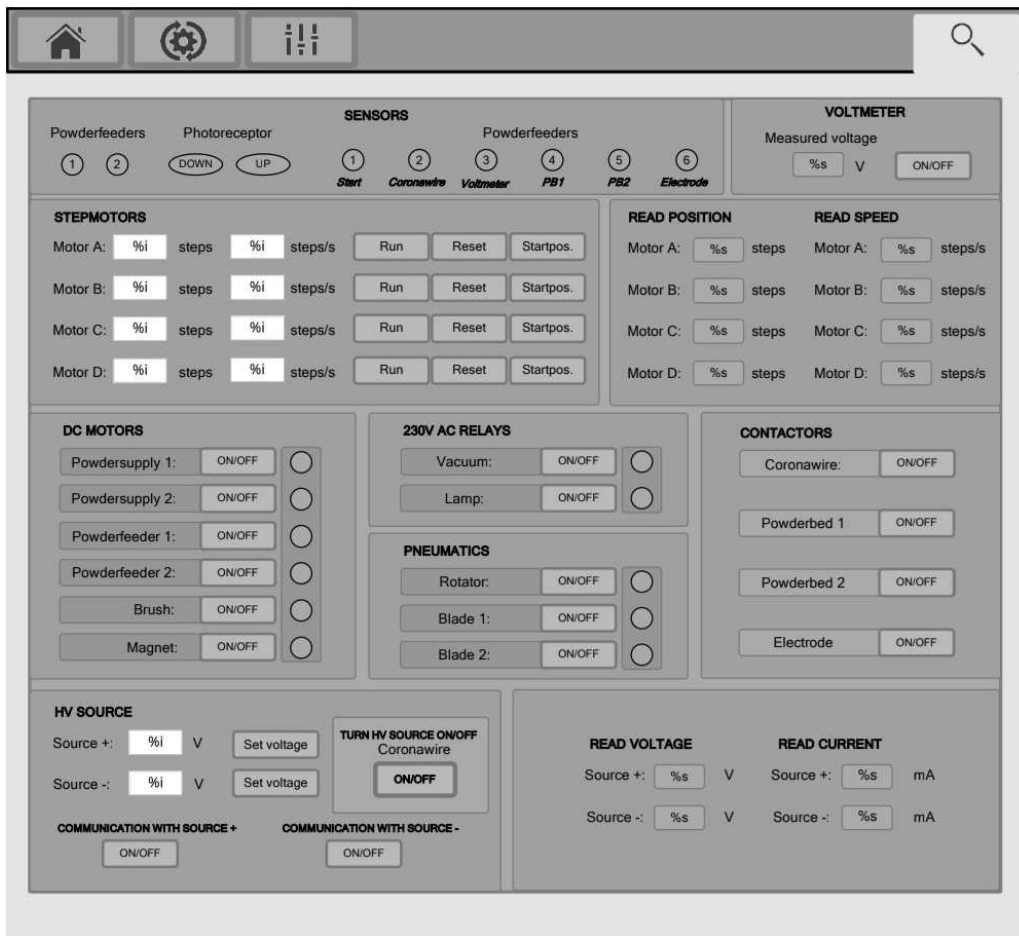 SENSORS
Powderfeeders Photoreceptor Powderfeeders
1 2 DOWN UP 1 2 3 4 5 6
Start Coronawire Voltmeter PB1 PB2 Electrode
VOLTMETER
Measured voltage
%s V ON/OFF
STEPMOTORS
Motor A: %i steps %i steps/s Run Reset Startpos.
Motor B: %i steps %i steps/s Run Reset Startpos.
Motor C: %i steps %i steps/s Run Reset Startpos.
Motor D: %i steps %i steps/s Run Reset Startpos.
READ POSITION READ SPEED
Motor A: %s steps Motor A: %s steps/s
Motor B: %s steps Motor B: %s steps/s
Motor C: %s steps Motor C: %s steps/s
Motor D: %s steps Motor D: %s steps/s
DC MOTORS
Powdersupply 1: ON/OFF
Powdersupply 2: ON/OFF
Powderfeeder 1: ON/OFF
Powderfeeder 2: ON/OFF
Brush: ON/OFF
Magnet: ON/OFF
230V AC RELAYS
Vacuum: ON/OFF
Lamp: ON/OFF
PNEUMATICS
Rotator: ON/OFF
Blade 1: ON/OFF
Blade 2: ON/OFF
CONTACTORS
Coronawire: ON/OFF
Powderbed 1 ON/OFF
Powderbed 2 ON/OFF
Electrode ON/OFF
HV SOURCE
Source +: %i V Set voltage
Source -: %i V Set voltage
TURN HV SOURCE ON/OFF
Coronawire
ON/OFF
COMMUNICATION WITH SOURCE + COMMUNICATION WITH SOURCE -
ON/OFF ON/OFF
READ VOLTAGE READ CURRENT
Source +: %s V Source +: %s mA
Source -: %s V Source -: %s mA